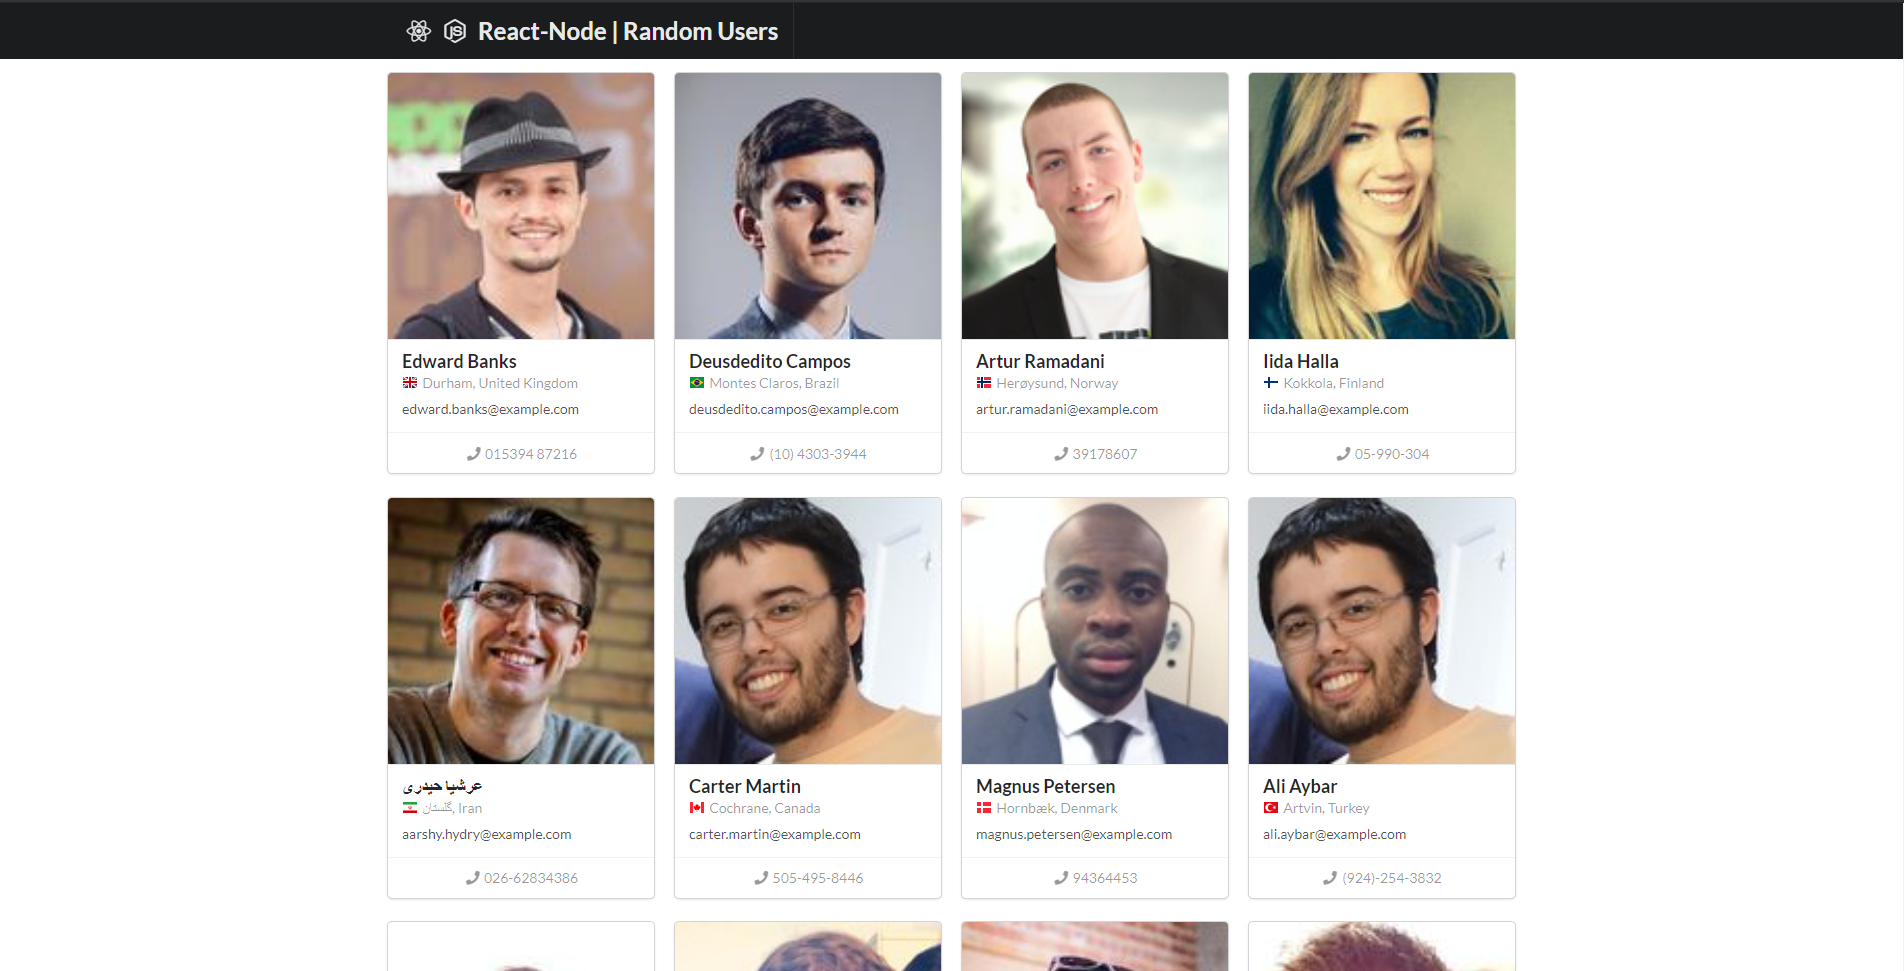 React-Node | Random Users
Edward Banks
Durham, United Kingdom
edward.banks@example.com
015394 87216
Deusdedito Campos
Montes Claros, Brazil
deusdedito.campos@example.com
(10) 4303-3944
Artur Ramadani
Herøysund, Norway
artur.ramadani@example.com
39178607
Iida Halla
Kokkola, Finland
iida.halla@example.com
05-990-304
عرشيا حیدری
گلستان, Iran
aarshy.hydry@example.com
026-62834386
Carter Martin
Cochrane, Canada
carter.martin@example.com
505-495-8446
Magnus Petersen
Hornbæk, Denmark
magnus.petersen@example.com
94364453
Ali Aybar
Artvin, Turkey
ali.aybar@example.com
(924)-254-3832